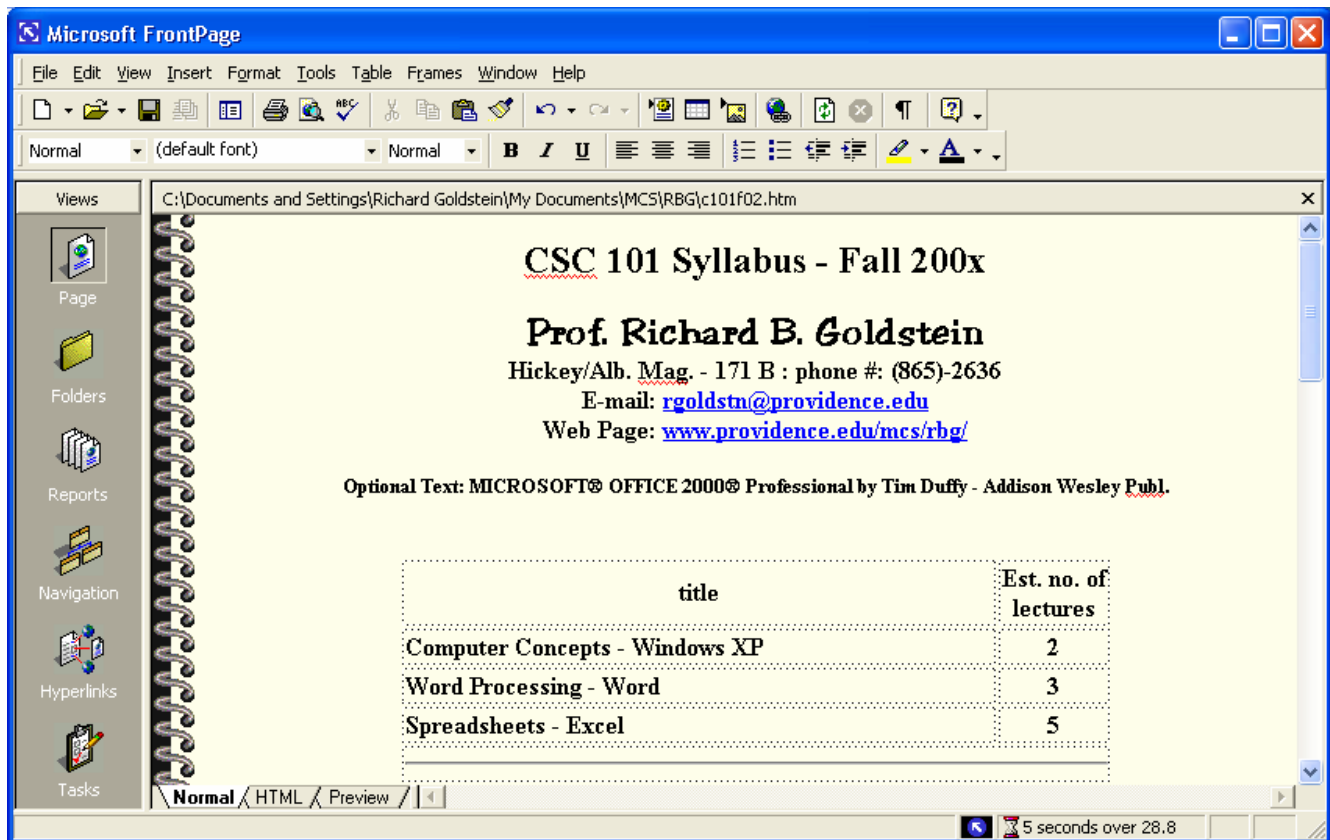 Microsoft FrontPage
File Edit View Insert Format Tools Table Frames Window Help
ABC
Normal (default font) Normal B I U A
Views C:\Documents and Settings\Richard Goldstein\My Documents\MCS\RBG\c101f02.htm
Page
Folders
Reports
Navigation
Hyperlinks
Tasks
CSC 101 Syllabus - Fall 200x
Prof. Richard B. Goldstein
Hickey/Alb. Mag. - 171 B : phone #: (865)-2636
E-mail: rgoldstn@providence.edu
Web Page: www.providence.edu/mcs/rbg/
Optional Text: MICROSOFT® OFFICE 2000® Professional by Tim Duffy - Addison Wesley Publ.
title Est. no. of lectures
Computer Concepts - Windows XP 2
Word Processing - Word 3
Spreadsheets - Excel 5
Normal HTML Preview
5 seconds over 28.8